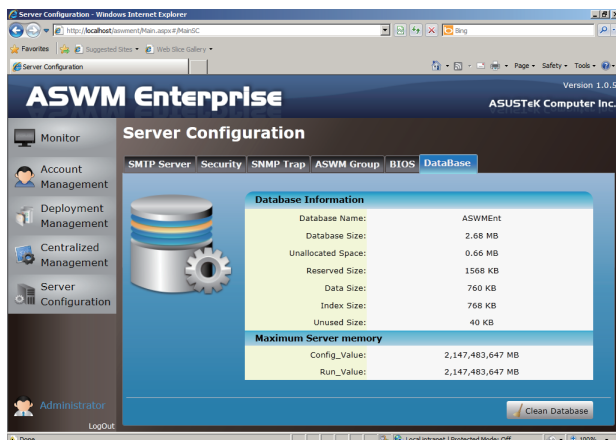 Server Configuration - Windows Internet Explorer
http://localhost/aswment/Main.aspx#/MainSC
Bing
Favorites Suggested Sites Web Slice Gallery
Server Configuration
Page Safety Tools
Version 1.0.5
ASWM Enterprise
ASUSTeK Computer Inc.
Monitor
Account Management
Deployment Management
Centralized Management
Server Configuration
Administrator
LogOut
Server Configuration
SMTP Server Security SNMP Trap ASWM Group BIOS DataBase
Database Information
Database Name: ASWMEnt
Database Size: 2.68 MB
Unallocated Space: 0.66 MB
Reserved Size: 1568 KB
Data Size: 760 KB
Index Size: 768 KB
Unused Size: 40 KB
Maximum Server memory
Config_Value: 2,147,483,647 MB
Run_Value: 2,147,483,647 MB
Clean Database
Done
Local intranet | Protected Mode: Off
100%